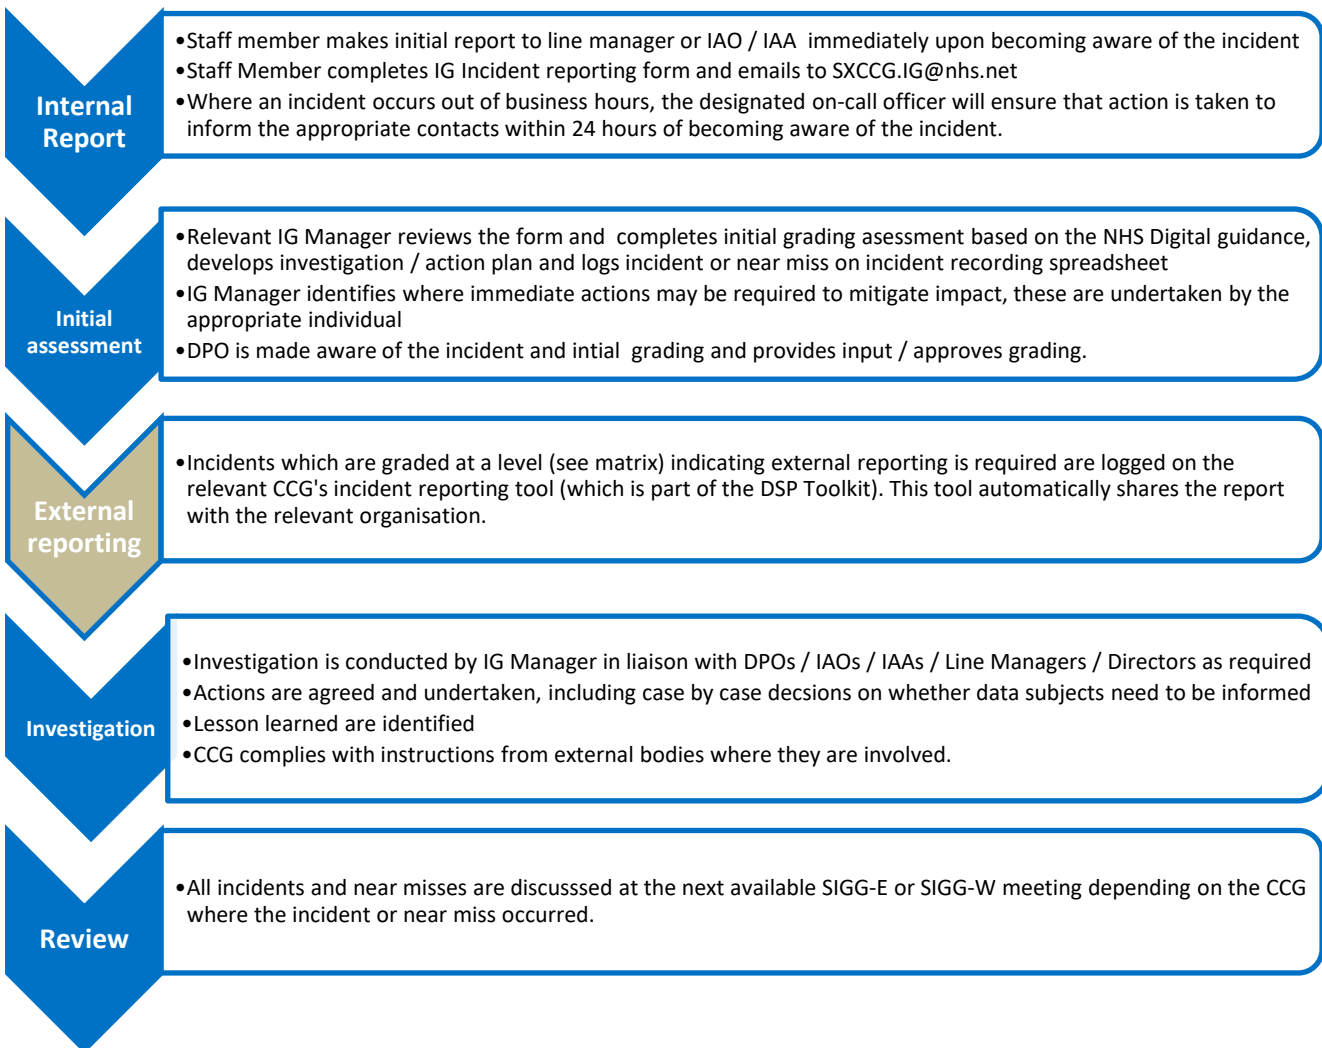 Internal
Report
•Staff member makes initial report to line manager or IAO / IAA immediately upon becoming aware of the incident
•Staff Member completes IG Incident reporting form and emails to SXCCG.IG@nhs.net
•Where an incident occurs out of business hours, the designated on-call officer will ensure that action is taken to
inform the appropriate contacts within 24 hours of becoming aware of the incident.
Initial
assessment
•Relevant IG Manager reviews the form and completes initial grading asessment based on the NHS Digital guidance,
develops investigation / action plan and logs incident or near miss on incident recording spreadsheet
•IG Manager identifies where immediate actions may be required to mitigate impact, these are undertaken by the
appropriate individual
•DPO is made aware of the incident and intial grading and provides input / approves grading.
External
reporting
•Incidents which are graded at a level (see matrix) indicating external reporting is required are logged on the
relevant CCG's incident reporting tool (which is part of the DSP Toolkit). This tool automatically shares the report
with the relevant organisation.
Investigation
•Investigation is conducted by IG Manager in liaison with DPOs / IAOs / IAAs / Line Managers / Directors as required
•Actions are agreed and undertaken, including case by case decsions on whether data subjects need to be informed
•Lesson learned are identified
•CCG complies with instructions from external bodies where they are involved.
Review
•All incidents and near misses are discusssed at the next available SIGG-E or SIGG-W meeting depending on the CCG
where the incident or near miss occurred.